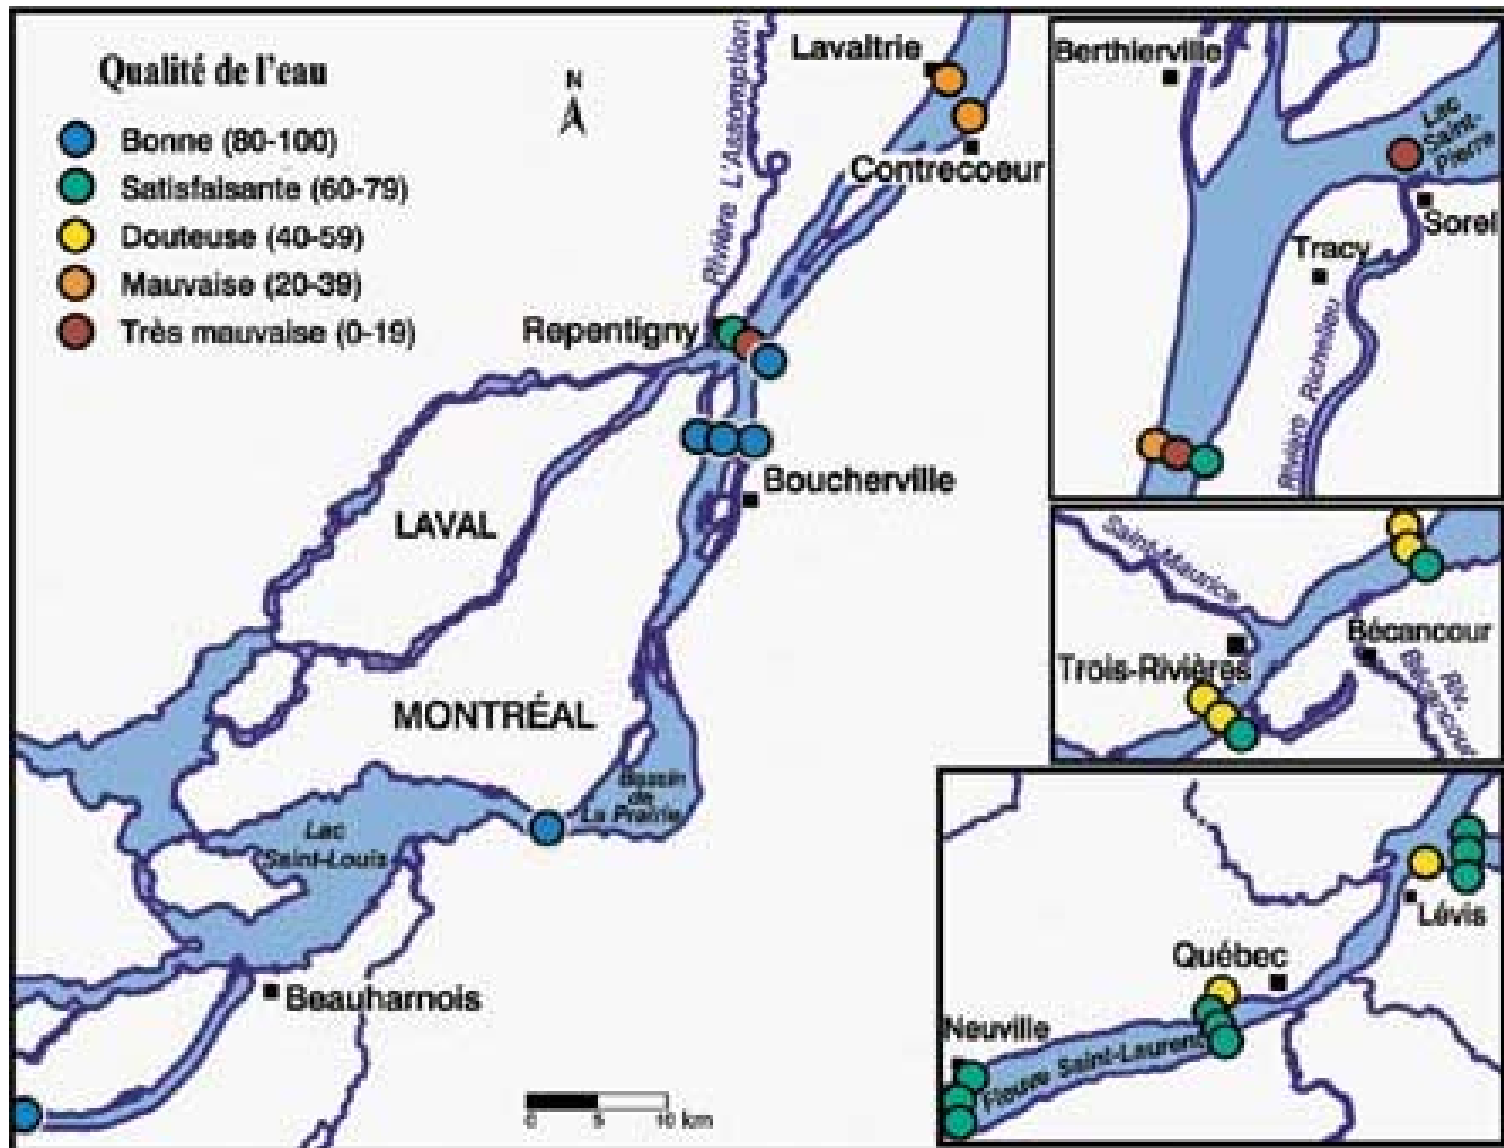 Qualité de l'eau
Bonne (80-100)
Satisfaisante (60-79)
Douteuse (40-59)
Mauvaise (20-39)
Très mauvaise (0-19)
N
Rivière L'Assomption
Lavaltrie
Contrecoeur
Repentigny
Boucherville
LAVAL
MONTRÉAL
Bassin
de
La Prairie
Lac
Saint-Louis
Beauharnois
0 5 10 km
Berthierville
Lac
Saint-
Pierre
Sorel
Tracy
Rivière Richelieu
Saint-Maurice
Trois-Rivières
Bécancour
Riv.
Bécancour
Lévis
Québec
Neuville
Fleuve Saint-Laurent